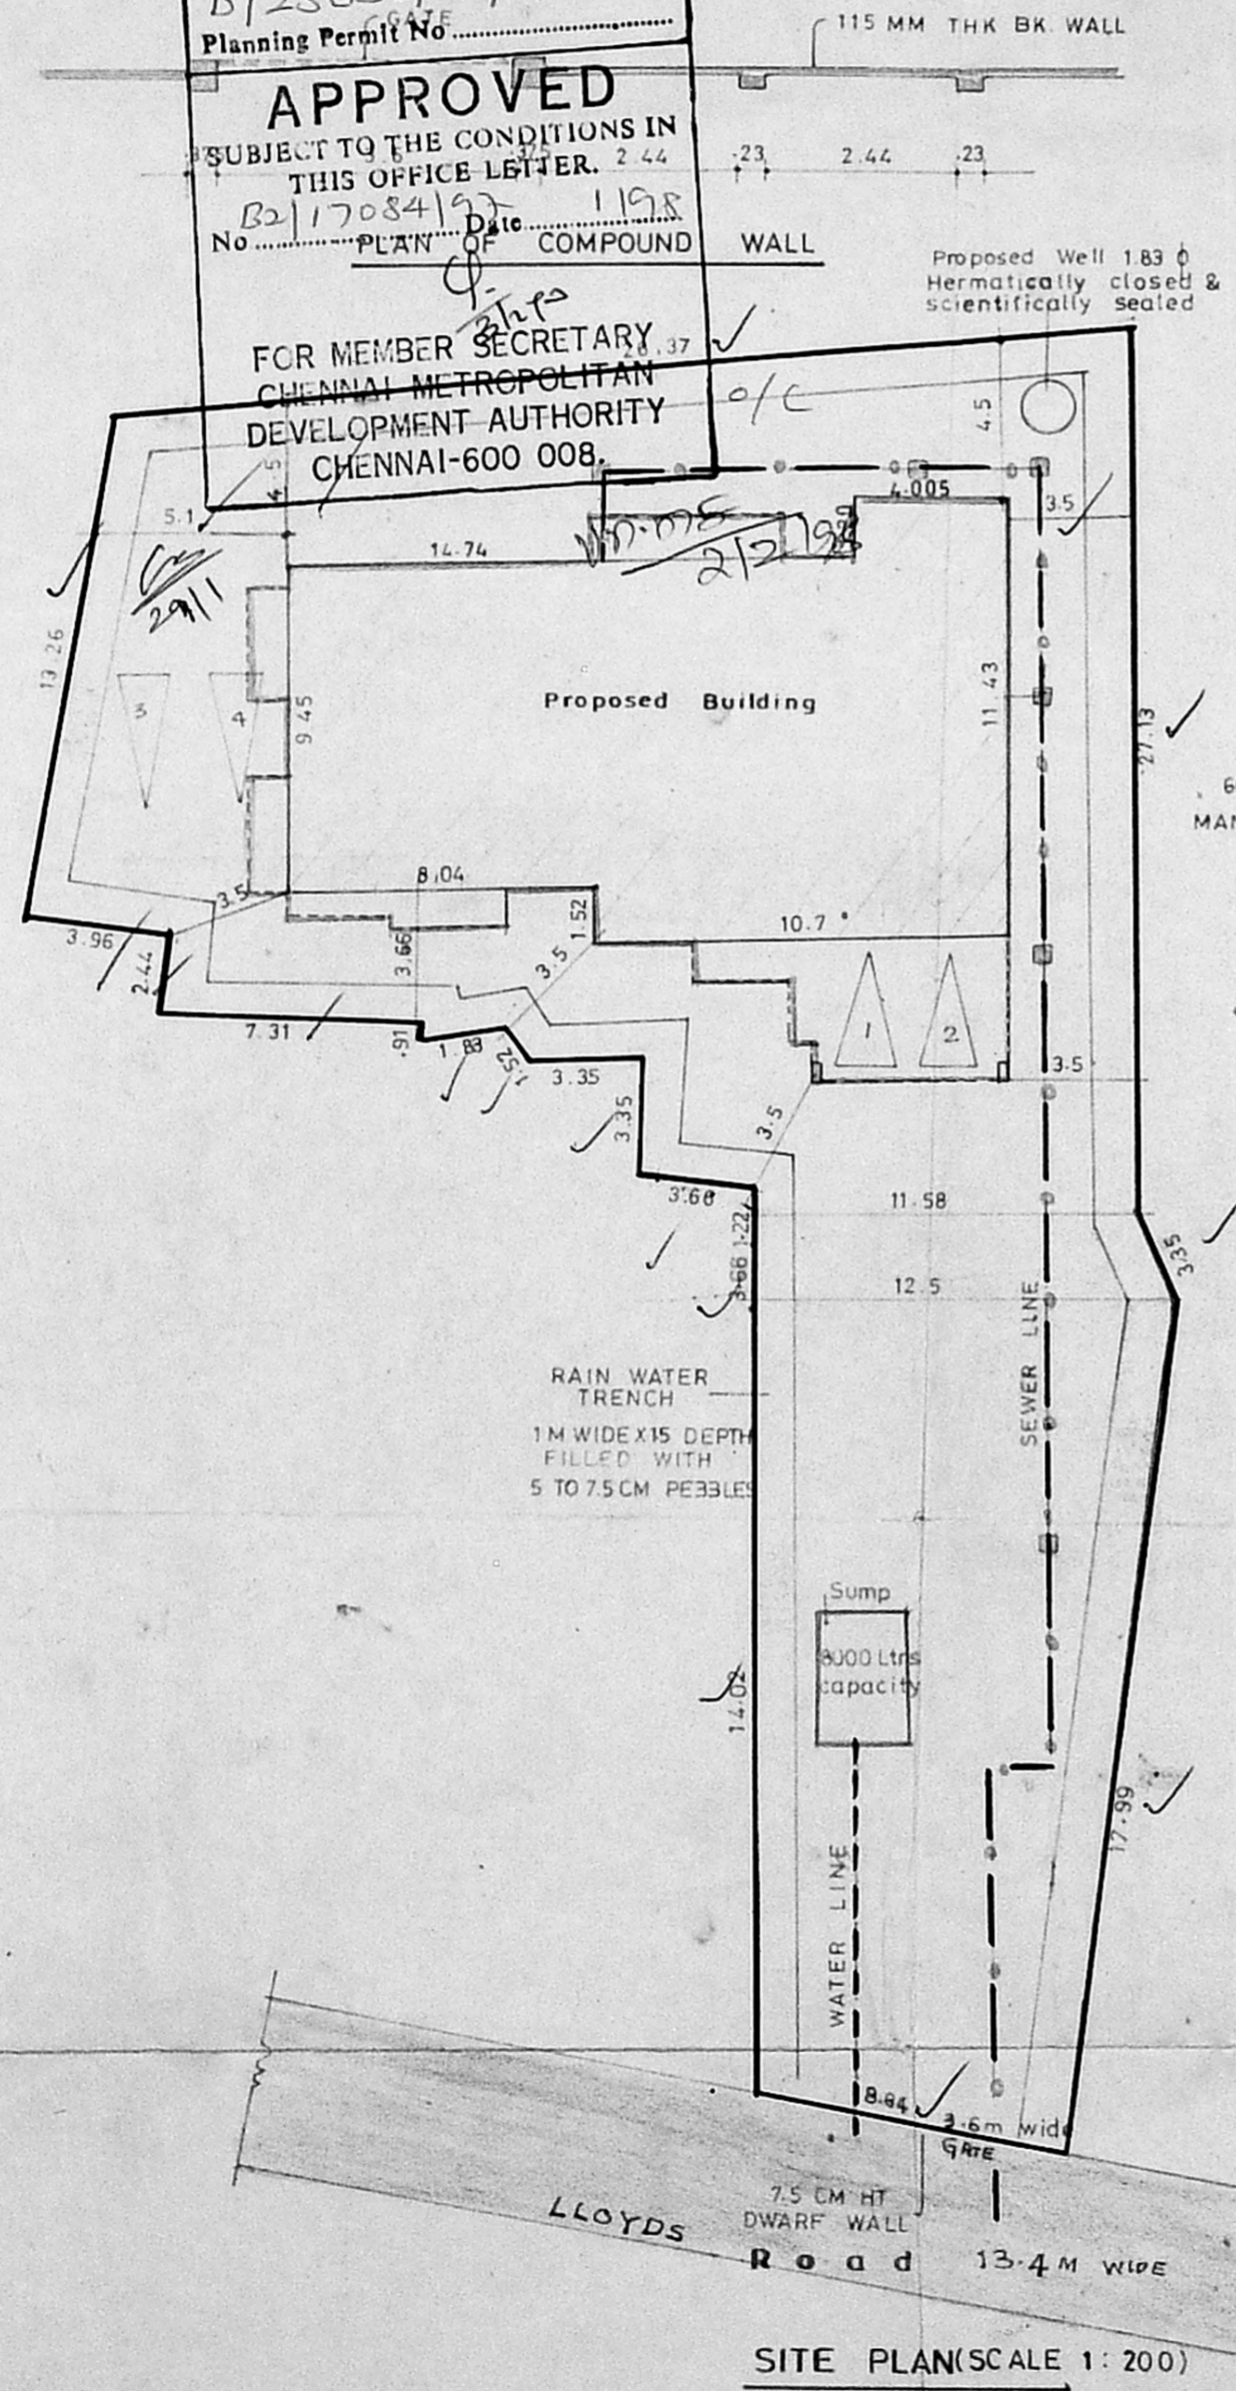 GATE
Planning Permit No
115 MM THK BK. WALL
APPROVED
SUBJECT TO THE CONDITIONS IN
THIS OFFICE LETTER.
2.44
.23
2.44
.23
No B2/17084/97 Date 1/98
PLAN OF COMPOUND WALL
Proposed Well 1.83 ϕ
Hermatically closed &
scientifically sealed
FOR MEMBER SECRETARY
CHENNAI METROPOLITAN
DEVELOPMENT AUTHORITY
CHENNAI-600 008.
O/C
4.5
4.5
5.1
4.005
3.5
14.74
2/2/98
29/1
13.26
3
4
9.45
Proposed Building
11.43
27.13
8.04
3.5
3.96
2.44
3.66
1.52
3.5
10.7
7.31
.91
1.83
1.52
3.35
3.35
1
2
3.5
3.5
3.66
11.58
1.22
3.66
12.5
3.35
RAIN WATER
TRENCH
1 M WIDE X 1.5 DEPTH
FILLED WITH
5 TO 7.5 CM PEBBLES
SEWER LINE
Sump
8000 Ltrs
capacity
14.02
17.99
WATER LINE
8.84
3.6m wide
GATE
7.5 CM HT
DWARF WALL
LLOYDS
Road 13.4 M WIDE
SITE PLAN(SCALE 1:200)